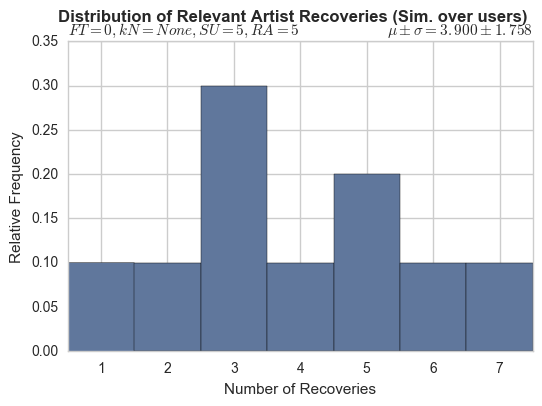 Distribution of Relevant Artist Recoveries (Sim. over users)
FT = 0, kN = None, SU = 5, RA = 5 μ ± σ = 3.900 ± 1.758
0.35
0.30
0.25
0.20
0.15
0.10
0.05
0.00
Relative Frequency
1 2 3 4 5 6 7
Number of Recoveries